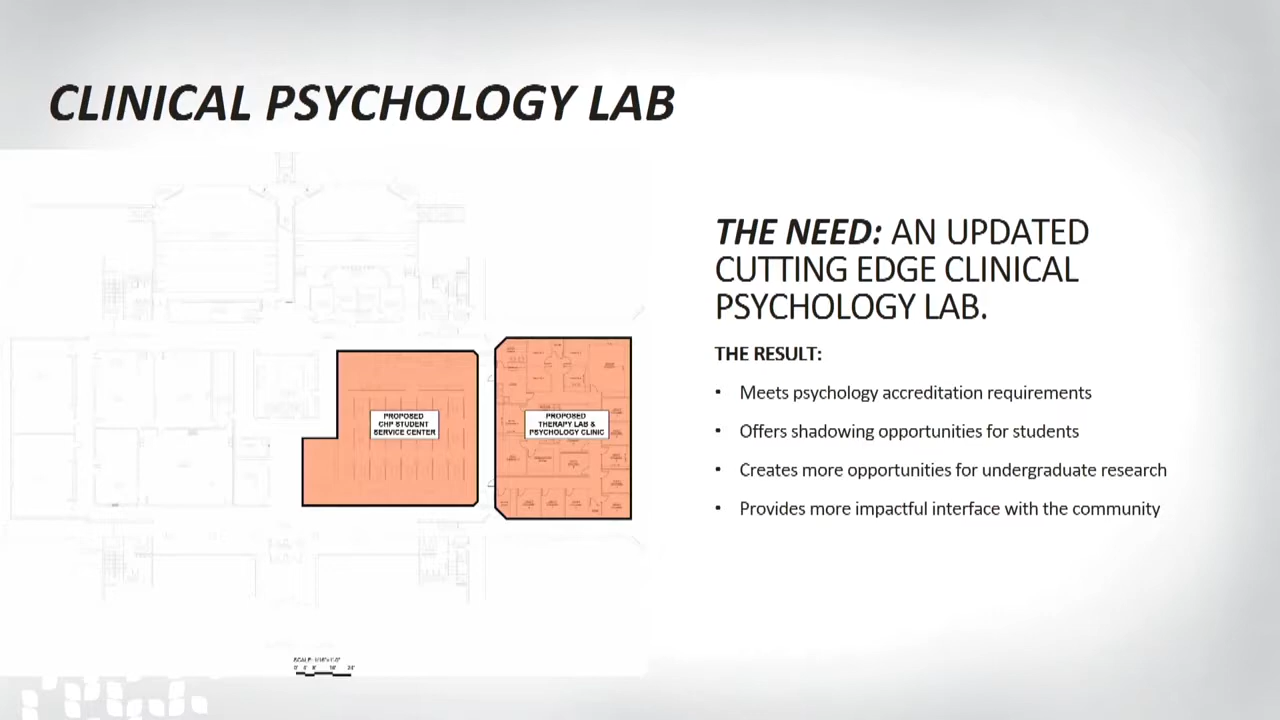 CLINICAL PSYCHOLOGY LAB
THE NEED: AN UPDATED
CUTTING EDGE CLINICAL
PSYCHOLOGY LAB.
THE RESULT:
• Meets psychology accreditation requirements
• Offers shadowing opportunities for students
• Creates more opportunities for undergraduate research
• Provides more impactful interface with the community
PROPOSED
CHP STUDENT
SERVICE CENTER
PROPOSED
THERAPY LAB &
PSYCHOLOGY CLINIC